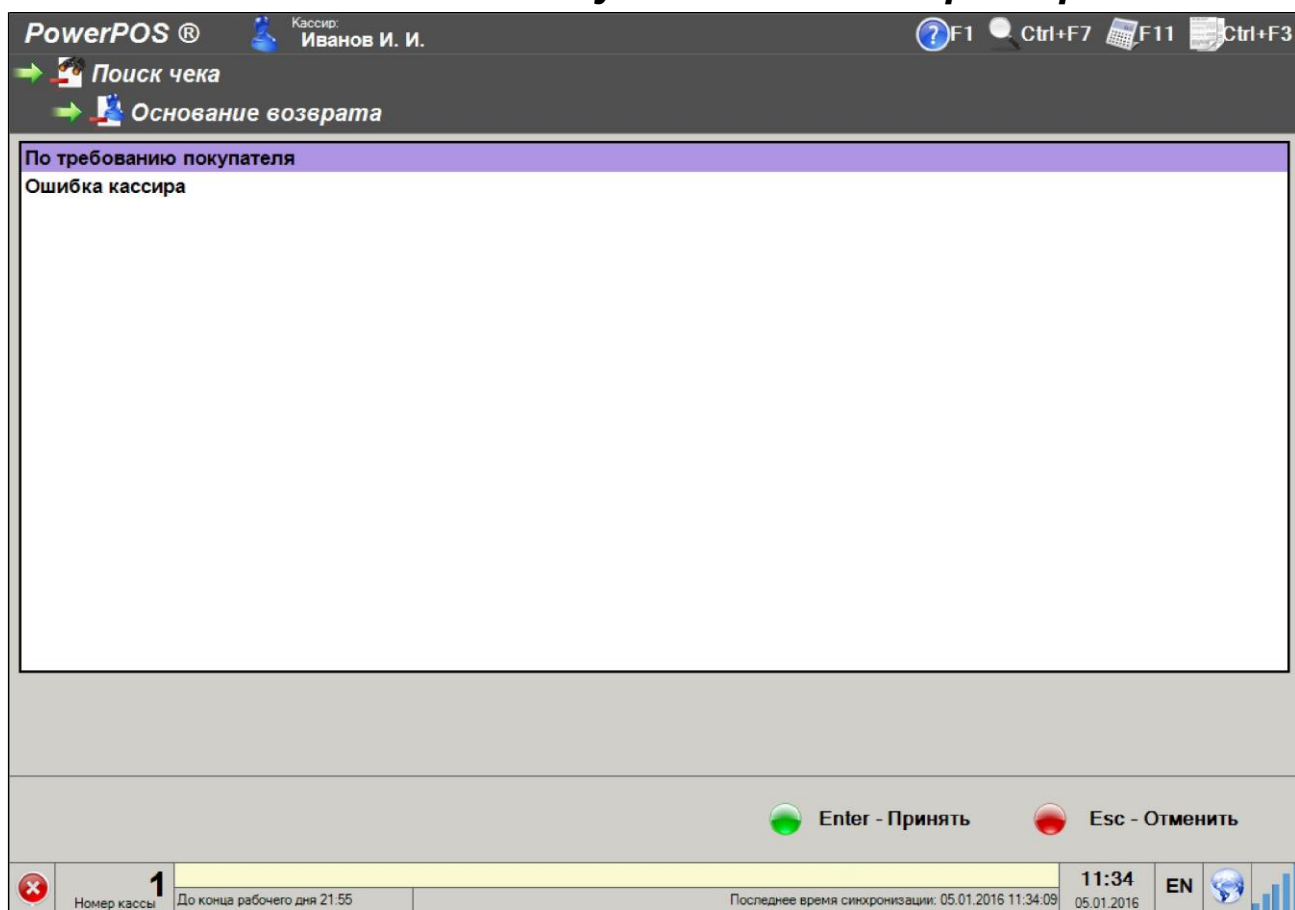 PowerPOS ®
Кассир:
Иванов И. И.
F1
Ctrl+F7
F11
Ctrl+F3
Поиск чека
Основание возврата
По требованию покупателя
Ошибка кассира
Enter - Принять
Esc - Отменить
1
Номер кассы
До конца рабочего дня 21:55
Последнее время синхронизации: 05.01.2016 11:34:09
11:34
05.01.2016
EN